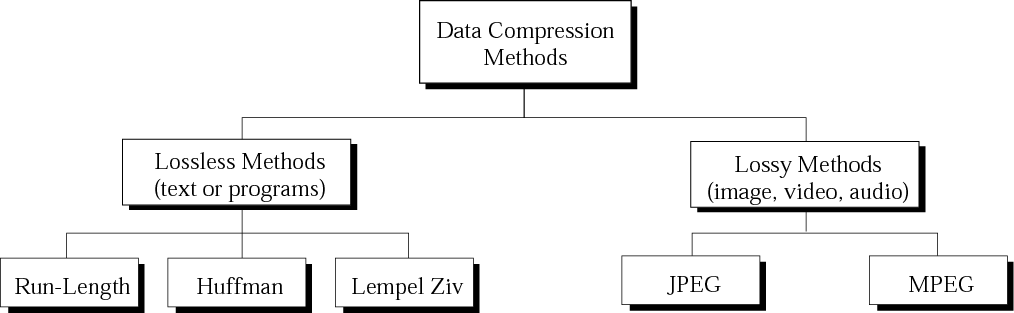 Data Compression
Methods
Lossless Methods
(text or programs)
Lossy Methods
(image, video, audio)
Run-Length
Huffman
Lempel Ziv
JPEG
MPEG